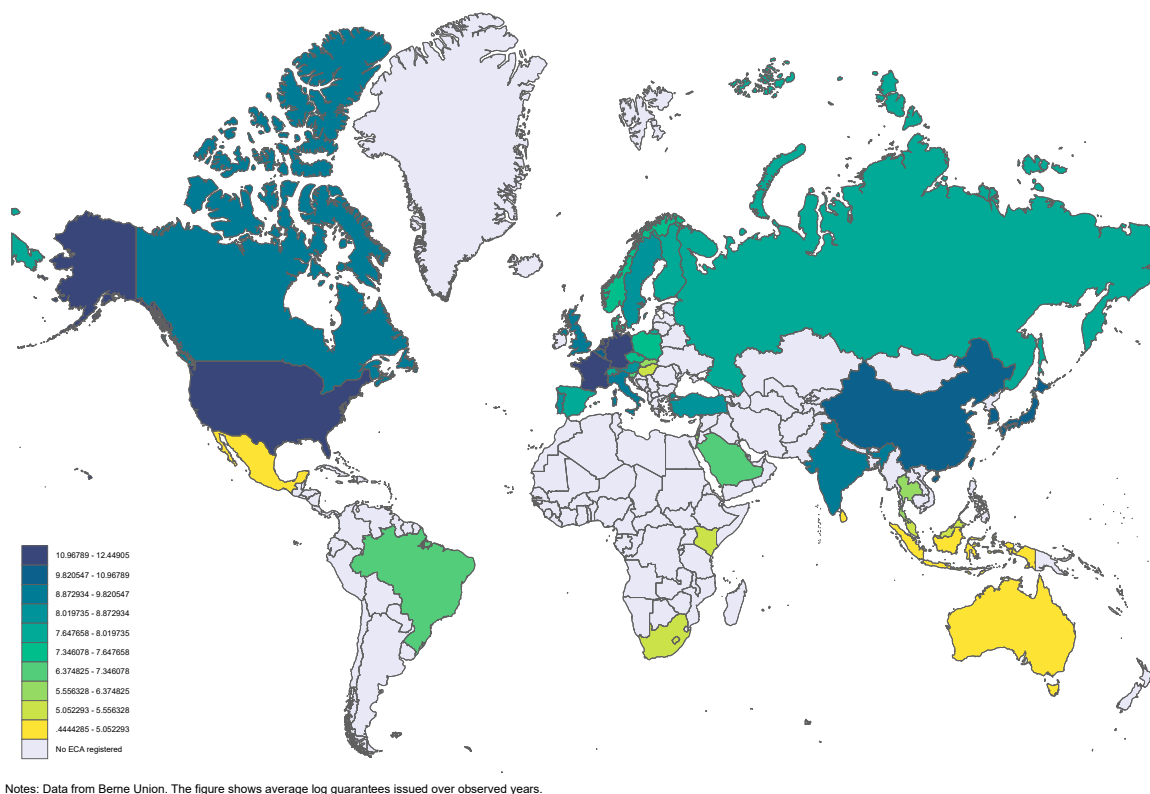 10.96789 - 12.44905
9.820547 - 10.96789
8.872934 - 9.820547
8.019735 - 8.872934
7.647658 - 8.019735
7.346078 - 7.647658
6.374825 - 7.346078
5.556328 - 6.374825
5.052293 - 5.556328
.4444285 - 5.052293
No ECA registered
Notes: Data from Berne Union. The figure shows average log guarantees issued over observed years.